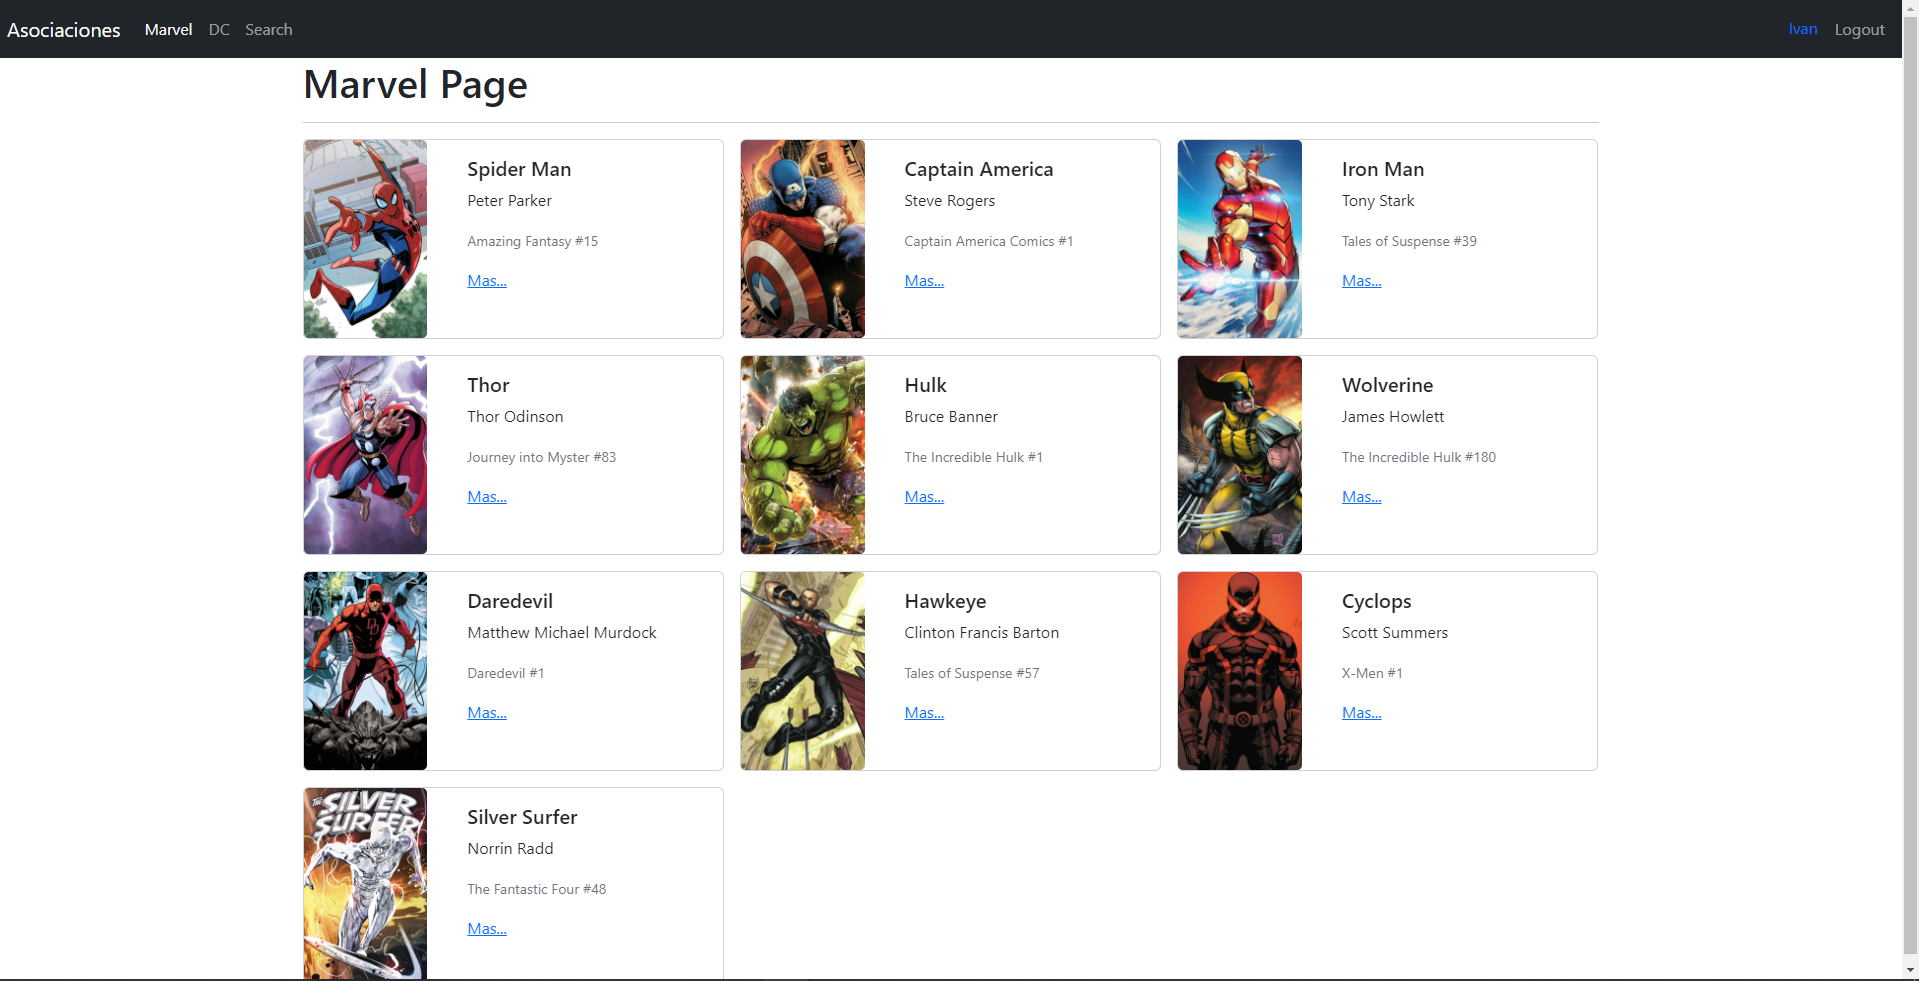 Asociaciones Marvel DC Search Ivan Logout
Marvel Page
Spider Man
Peter Parker
Amazing Fantasy #15
Mas...
Captain America
Steve Rogers
Captain America Comics #1
Mas...
Iron Man
Tony Stark
Tales of Suspense #39
Mas...
Thor
Thor Odinson
Journey into Myster #83
Mas...
Hulk
Bruce Banner
The Incredible Hulk #1
Mas...
Wolverine
James Howlett
The Incredible Hulk #180
Mas...
Daredevil
Matthew Michael Murdock
Daredevil #1
Mas...
Hawkeye
Clinton Francis Barton
Tales of Suspense #57
Mas...
Cyclops
Scott Summers
X-Men #1
Mas...
THE SILVER
SURFER
Silver Surfer
Norrin Radd
The Fantastic Four #48
Mas...